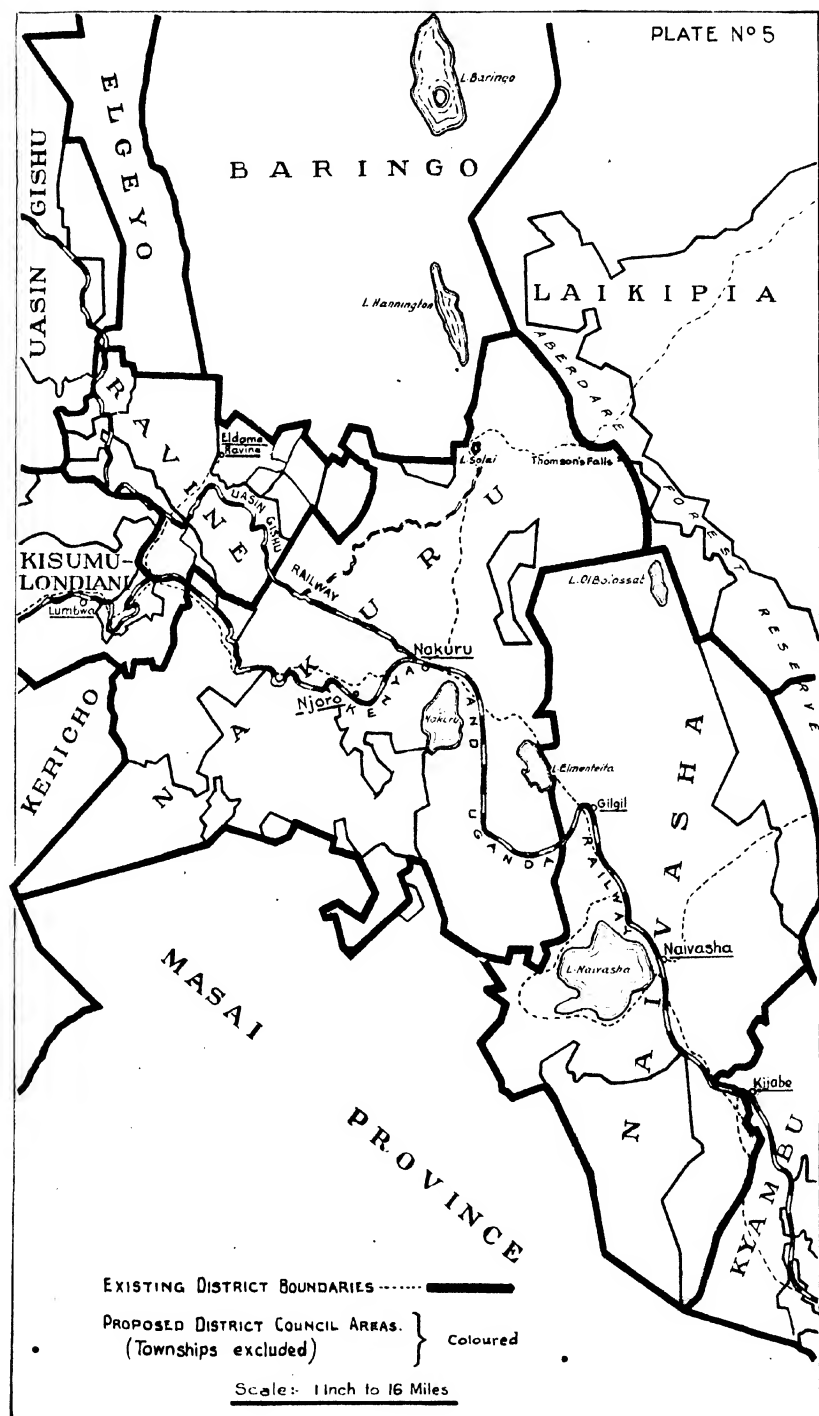 PLATE Nº 5
L. Baringo
ELGEYO
BARINGO
UASIN GISHU
LAIKIPIA
L. Hannington
ABERDARE FOREST RESERVE
RAVINE
Eldama
Ravine
L. Solai
Thomson's Falls
UASIN GISHU
RAILWAY
KISUMU-
LONDIANI
Lumbwa
L. Ol Bolossat
NAKURU
Nakuru
Njoro
KENYA AND UGANDA RAILWAY
Nakuru
L. Elmenteita
Gilgil
KERICHO
NAIVASHA
Naivasha
L. Naivasha
MASAI
PROVINCE
Kijabe
KYAMBU
EXISTING DISTRICT BOUNDARIES
PROPOSED DISTRICT COUNCIL AREAS.
(Townships excluded)
Coloured
Scale:- 1 Inch to 16 Miles